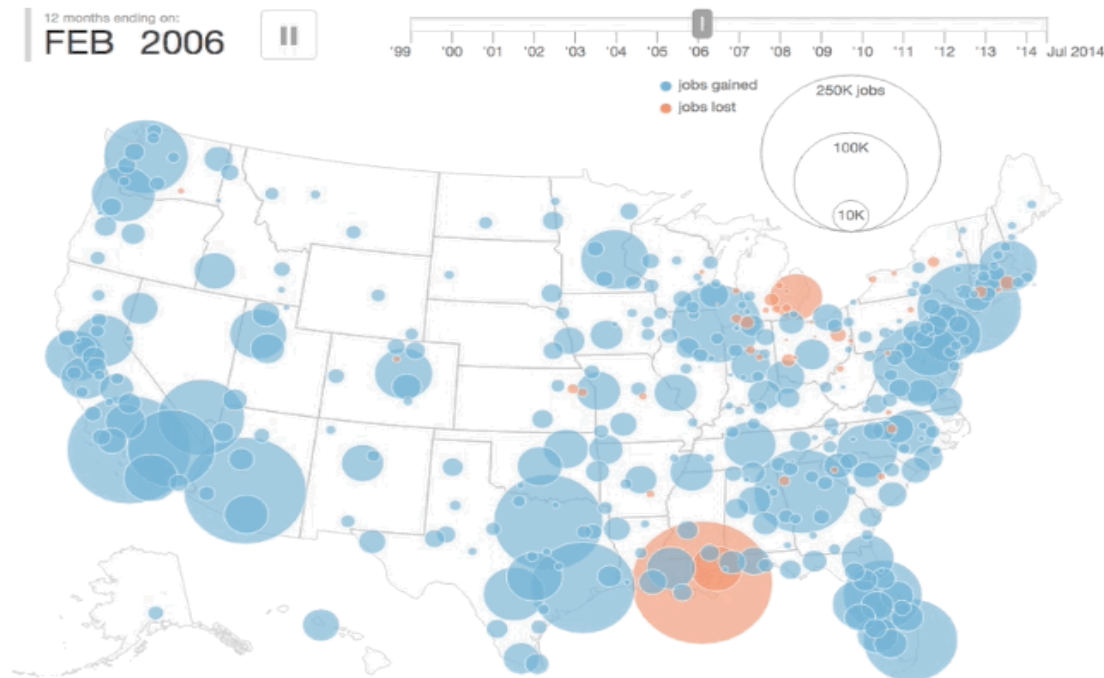 12 months ending on:
FEB 2006
'99 '00 '01 '02 '03 '04 '05 '06 '07 '08 '09 '10 '11 '12 '13 '14 Jul 2014
jobs gained
jobs lost
250K jobs
100K
10K